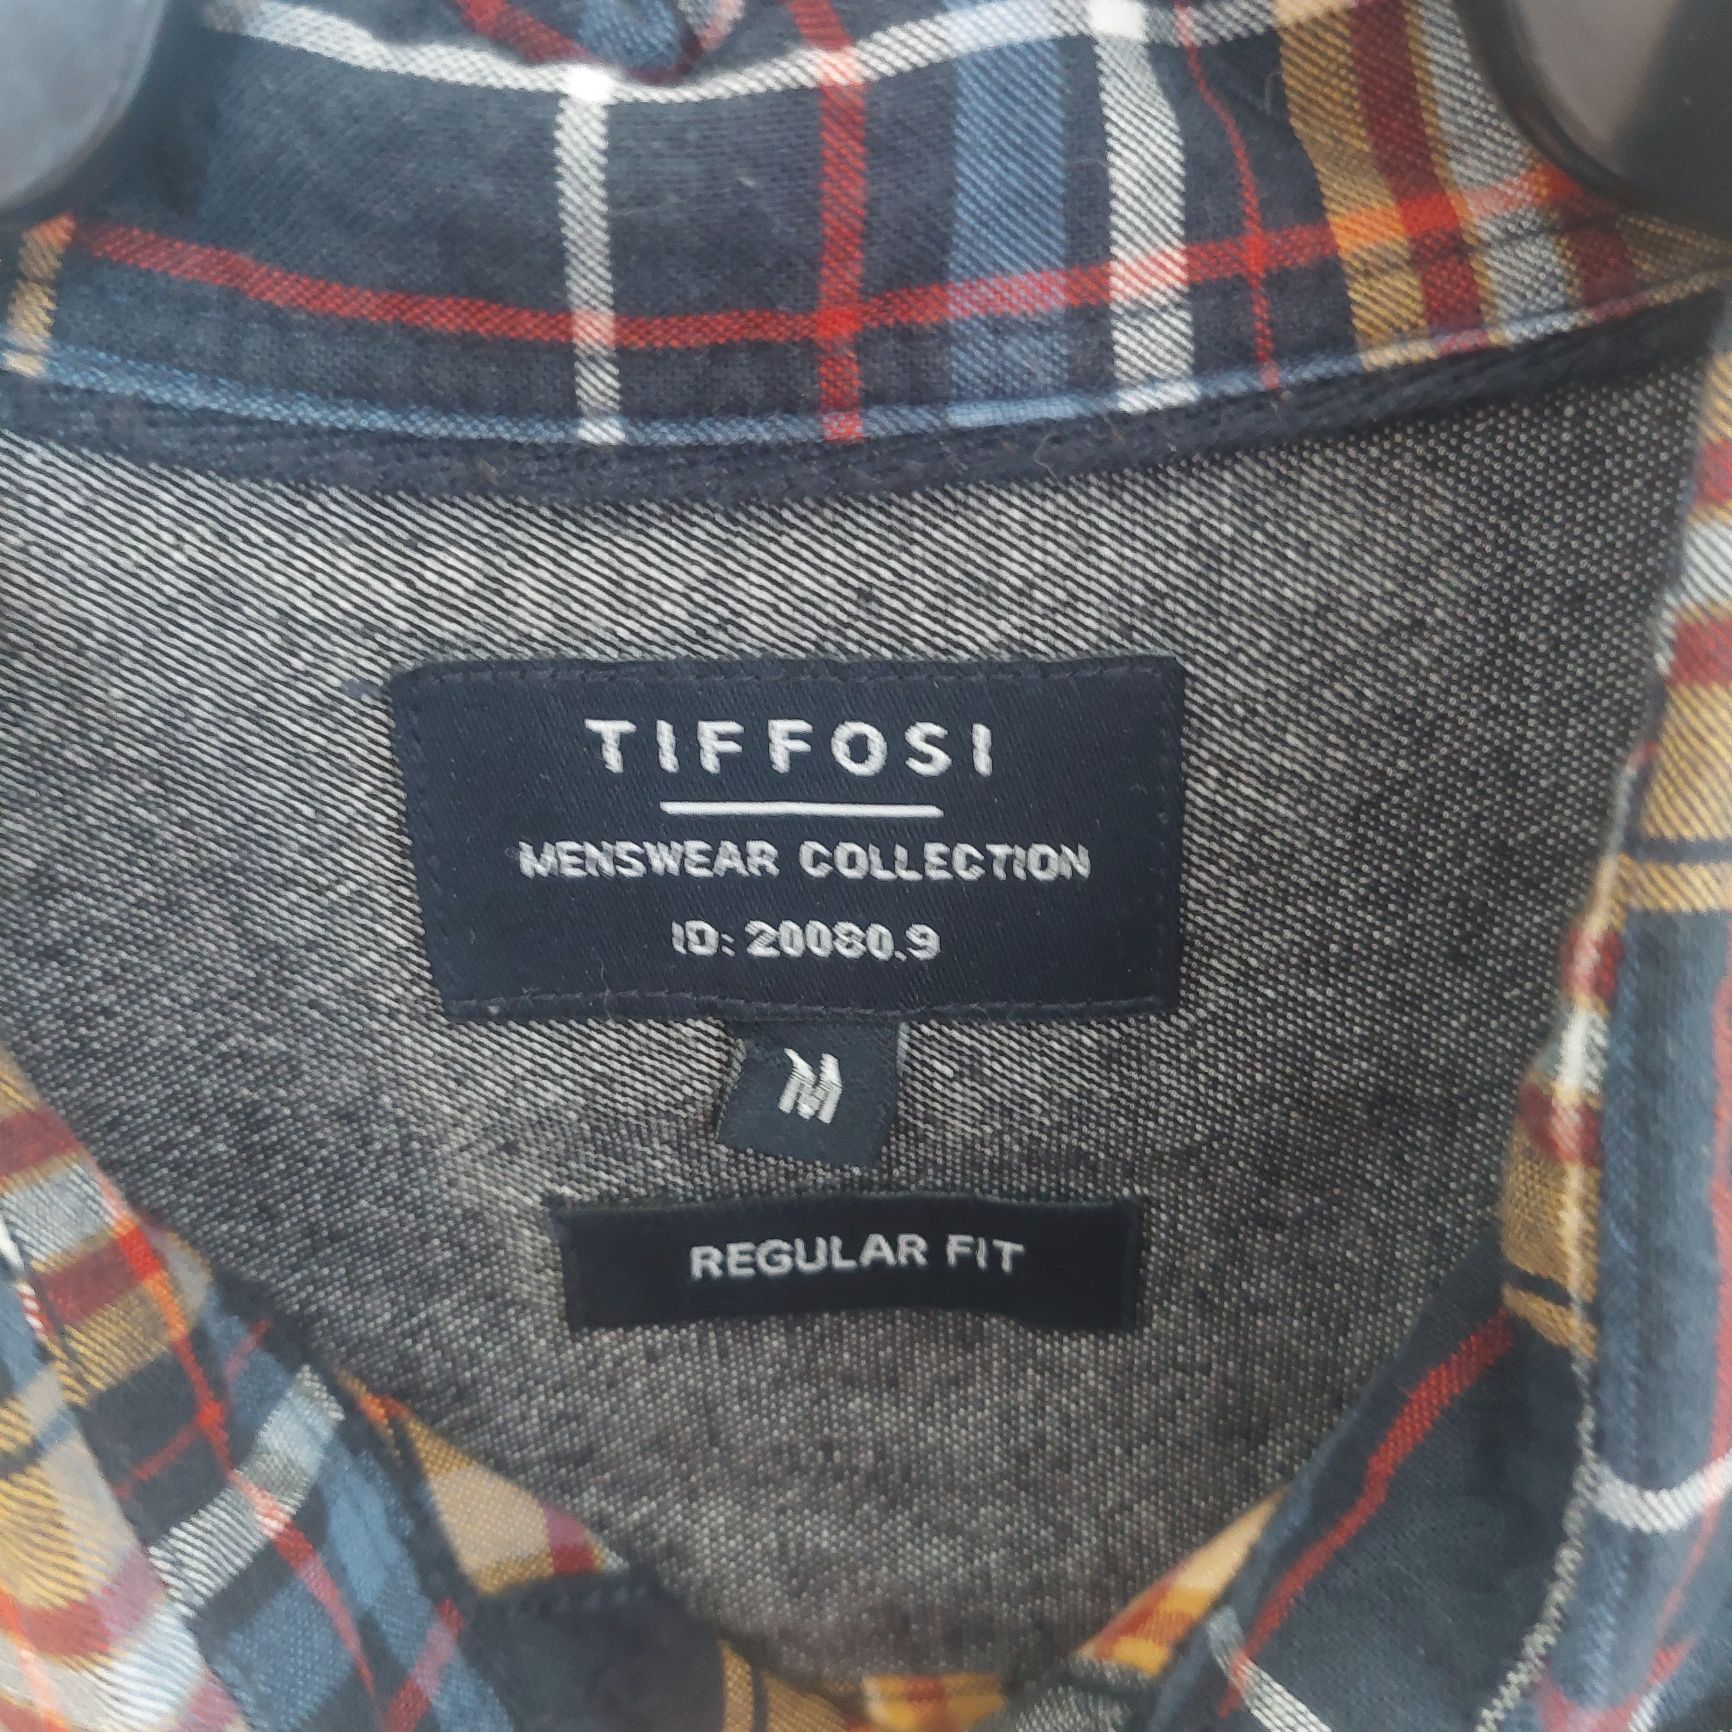 TIFFOSI
MENSWEAR COLLECTION
ID: 20080.9
M
REGULAR FIT